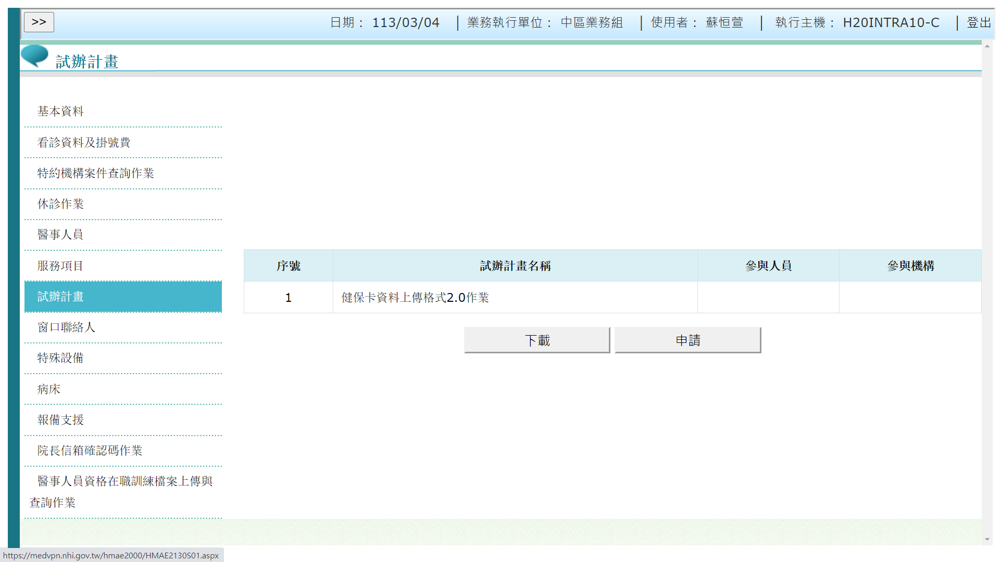 >>
日期： 113/03/04 | 業務執行單位： 中區業務組 | 使用者： 蘇恒萱 | 執行主機： H20INTRA10-C | 登出
試辦計畫
基本資料
看診資料及掛號費
特約機構案件查詢作業
休診作業
醫事人員
服務項目
試辦計畫
窗口聯絡人
特殊設備
病床
報備支援
院長信箱確認碼作業
醫事人員資格在職訓練檔案上傳與
查詢作業
序號 試辦計畫名稱 參與人員 參與機構
1 健保卡資料上傳格式2.0作業
下載 申請
https://medvpn.nhi.gov.tw/hmae2000/HMAE2130S01.aspx